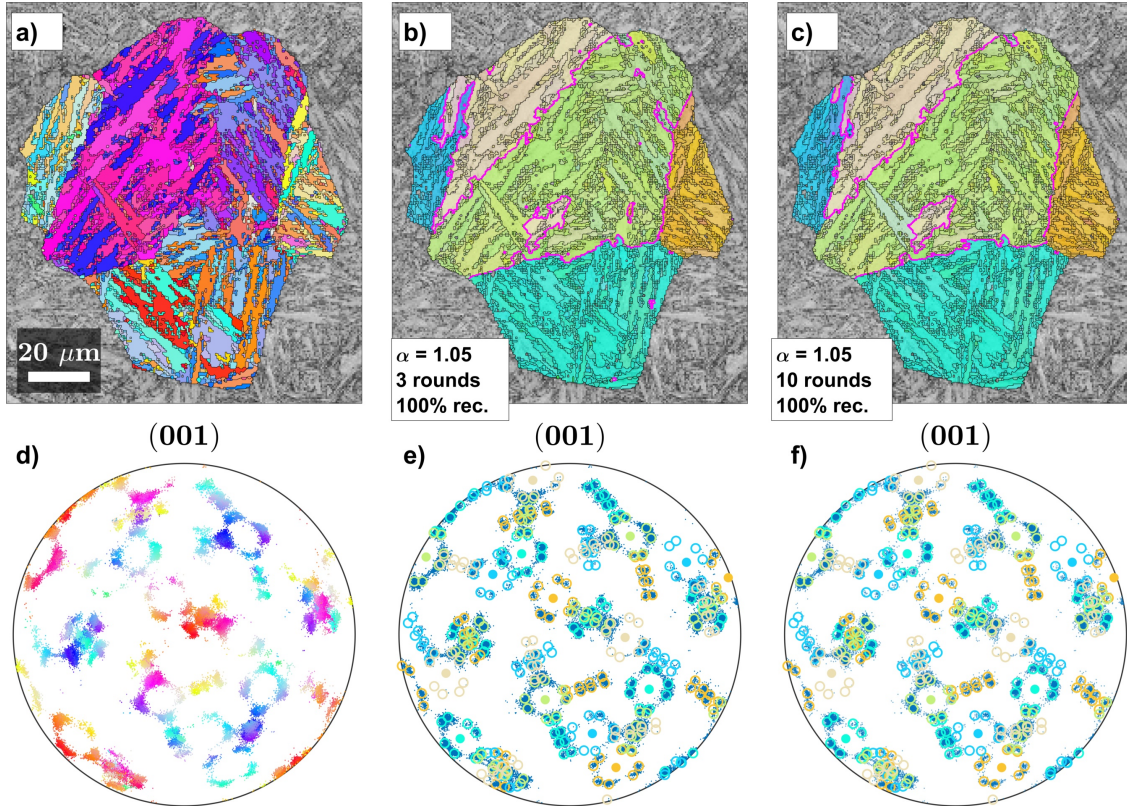 a)
20 μm
b)
α = 1.05
3 rounds
100% rec.
c)
α = 1.05
10 rounds
100% rec.
d)
(001)
e)
(001)
f)
(001)